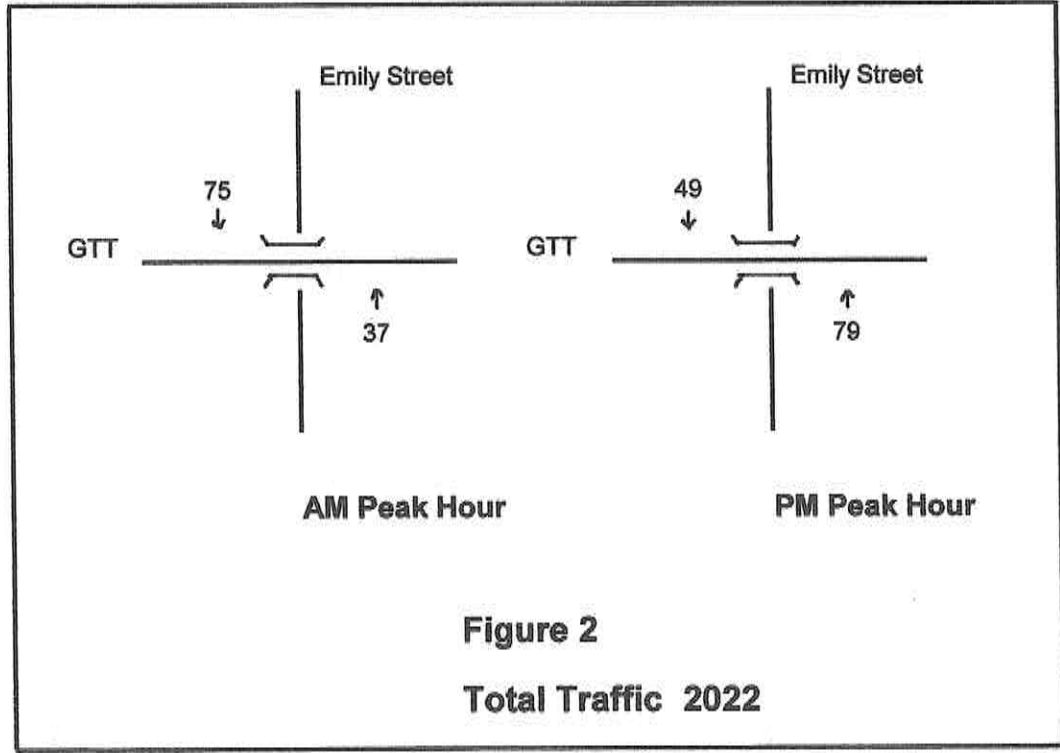 Emily Street
75
GTT
37
AM Peak Hour
Emily Street
49
GTT
79
PM Peak Hour
Figure 2
Total Traffic 2022